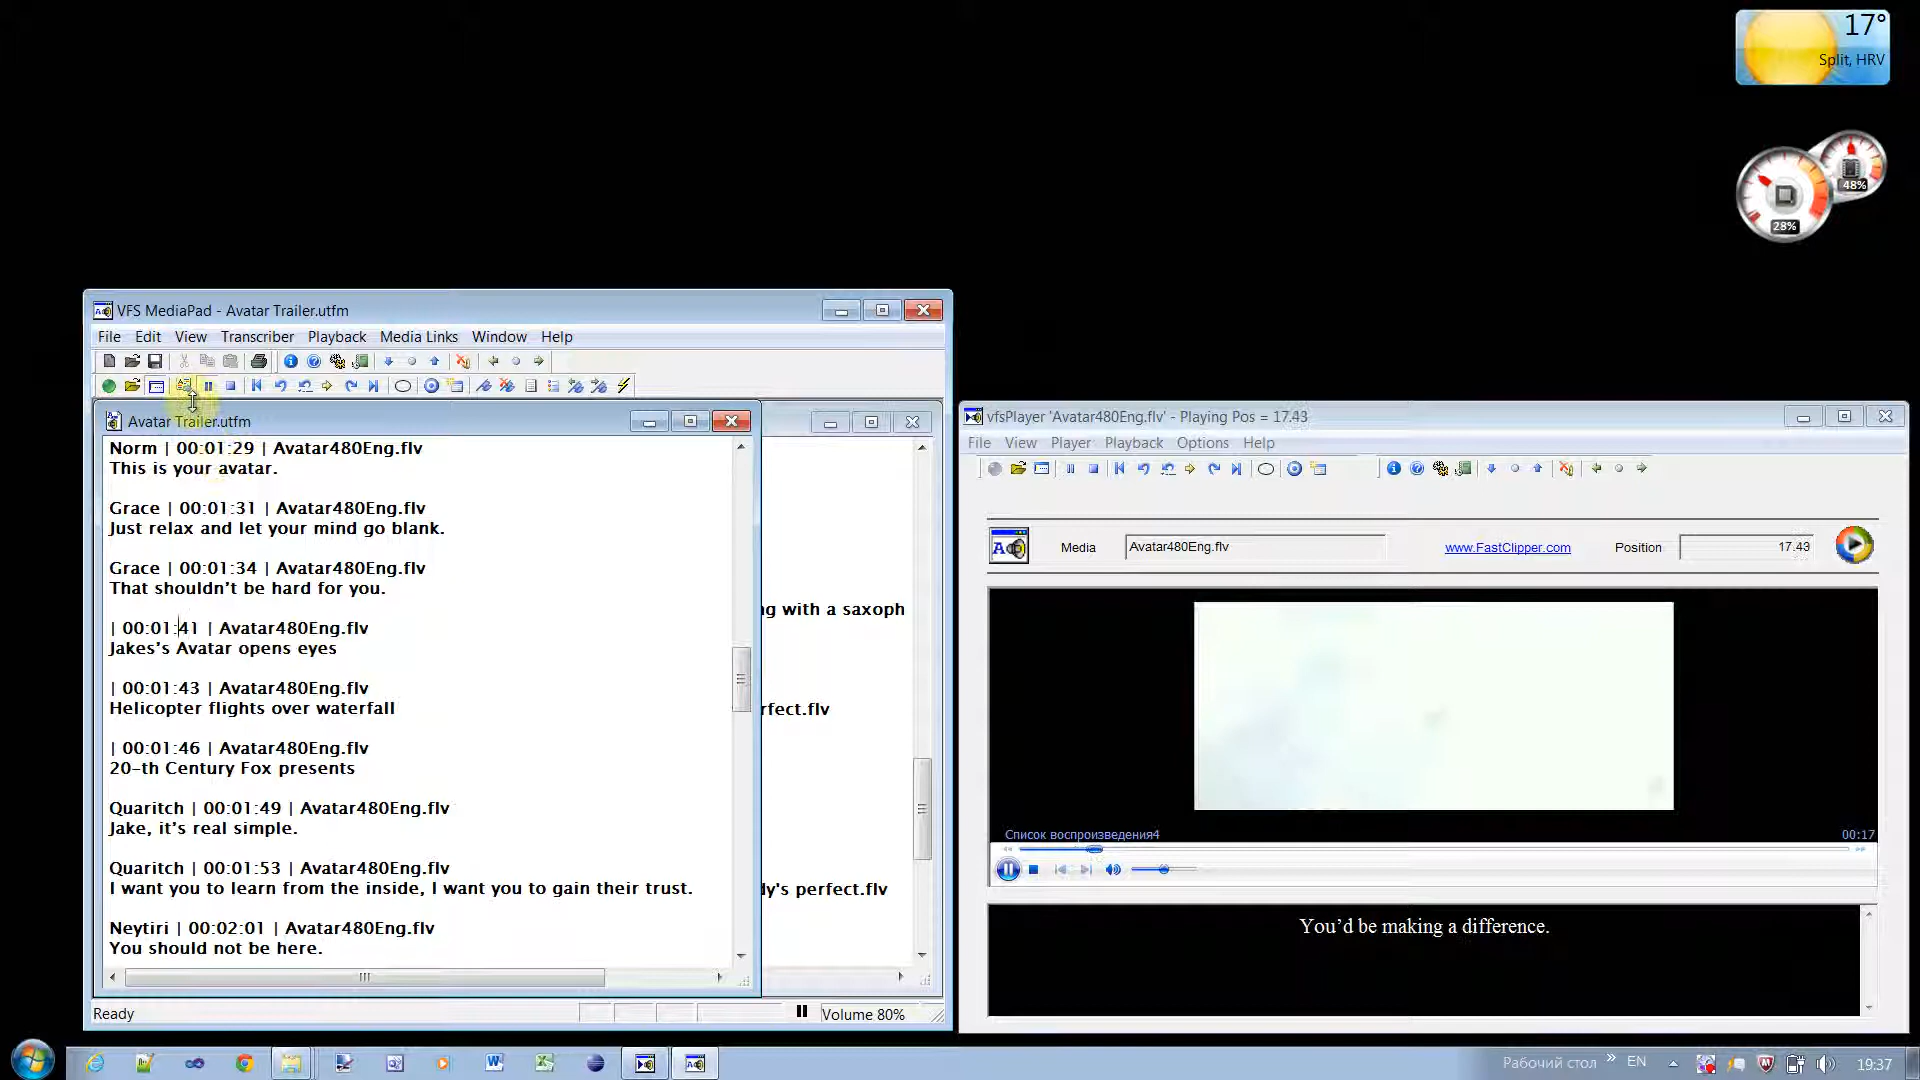 17°
Split, HRV
48%
28%
VFS MediaPad - Avatar Trailer.utfm
File Edit View Transcriber Playback Media Links Window Help
Avatar Trailer.utfm
Norm | 00:01:29 | Avatar480Eng.flv
This is your avatar.
Grace | 00:01:31 | Avatar480Eng.flv
Just relax and let your mind go blank.
Grace | 00:01:34 | Avatar480Eng.flv
That shouldn’t be hard for you.
| 00:01:41 | Avatar480Eng.flv
Jakes’s Avatar opens eyes
| 00:01:43 | Avatar480Eng.flv
Helicopter flights over waterfall
| 00:01:46 | Avatar480Eng.flv
20-th Century Fox presents
Quaritch | 00:01:49 | Avatar480Eng.flv
Jake, it’s real simple.
Quaritch | 00:01:53 | Avatar480Eng.flv
I want you to learn from the inside, I want you to gain their trust.
Neytiri | 00:02:01 | Avatar480Eng.flv
You should not be here.
with a saxoph
rfect.flv
dy's perfect.flv
Ready
Volume 80%
vfsPlayer 'Avatar480Eng.flv' - Playing Pos = 17.43
File View Player Playback Options Help
Media Avatar480Eng.flv www.FastClipper.com Position 17.43
Список воспроизведения4 00:17
You’d be making a difference.
Рабочий стол » EN 19:37